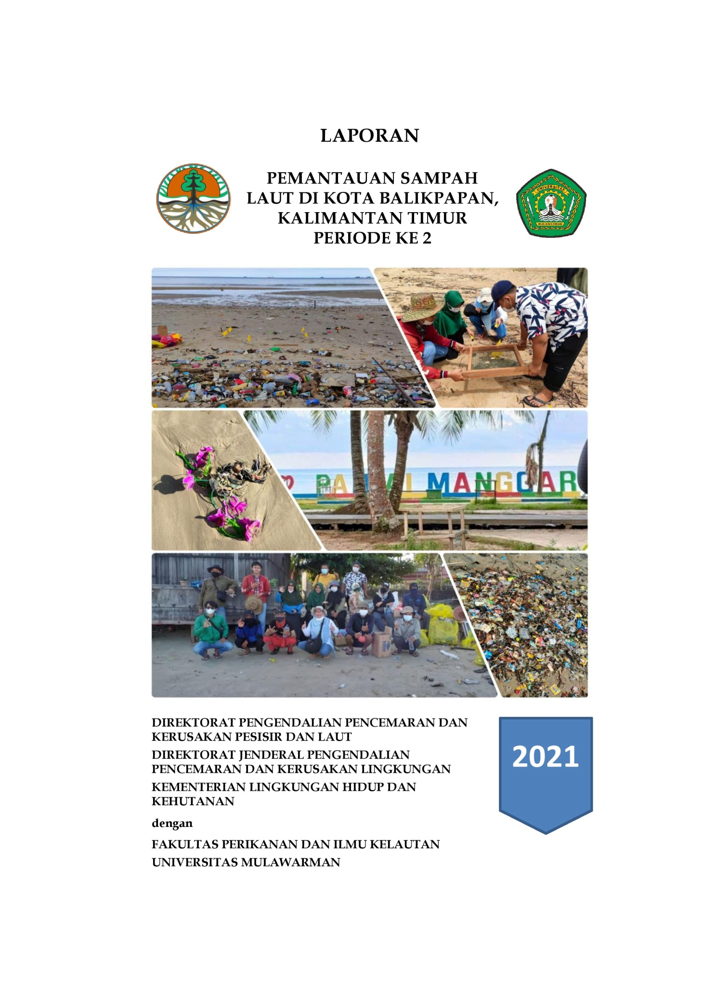 LAPORAN
PEMANTAUAN SAMPAH
LAUT DI KOTA BALIKPAPAN,
KALIMANTAN TIMUR
PERIODE KE 2
UNIVERSITAS
MULAWARMAN
MANGGAR
DIREKTORAT PENGENDALIAN PENCEMARAN DAN
KERUSAKAN PESISIR DAN LAUT
DIREKTORAT JENDERAL PENGENDALIAN
PENCEMARAN DAN KERUSAKAN LINGKUNGAN
KEMENTERIAN LINGKUNGAN HIDUP DAN
KEHUTANAN
dengan
FAKULTAS PERIKANAN DAN ILMU KELAUTAN
UNIVERSITAS MULAWARMAN
2021